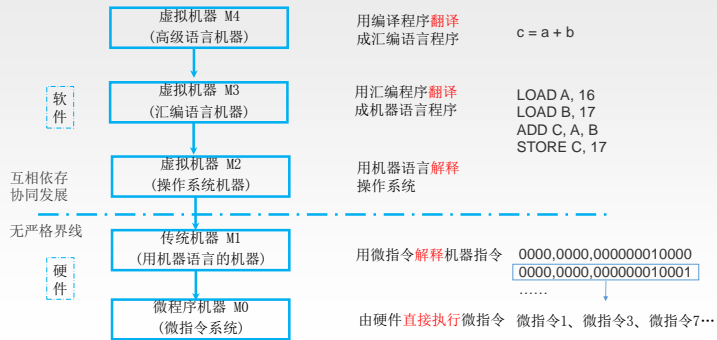 虚拟机器 M4
(高级语言机器)
用编译程序翻译
成汇编语言程序
c = a + b
软件
虚拟机器 M3
(汇编语言机器)
用汇编程序翻译
成机器语言程序
LOAD A, 16
LOAD B, 17
ADD C, A, B
STORE C, 17
虚拟机器 M2
(操作系统机器)
用机器语言解释
操作系统
互相依存
协同发展
无严格界线
传统机器 M1
(用机器语言的机器)
用微指令解释机器指令
0000,0000,000000010000
0000,0000,000000010001
……
硬件
微程序机器 M0
(微指令系统)
由硬件直接执行微指令
微指令1、微指令3、微指令7…